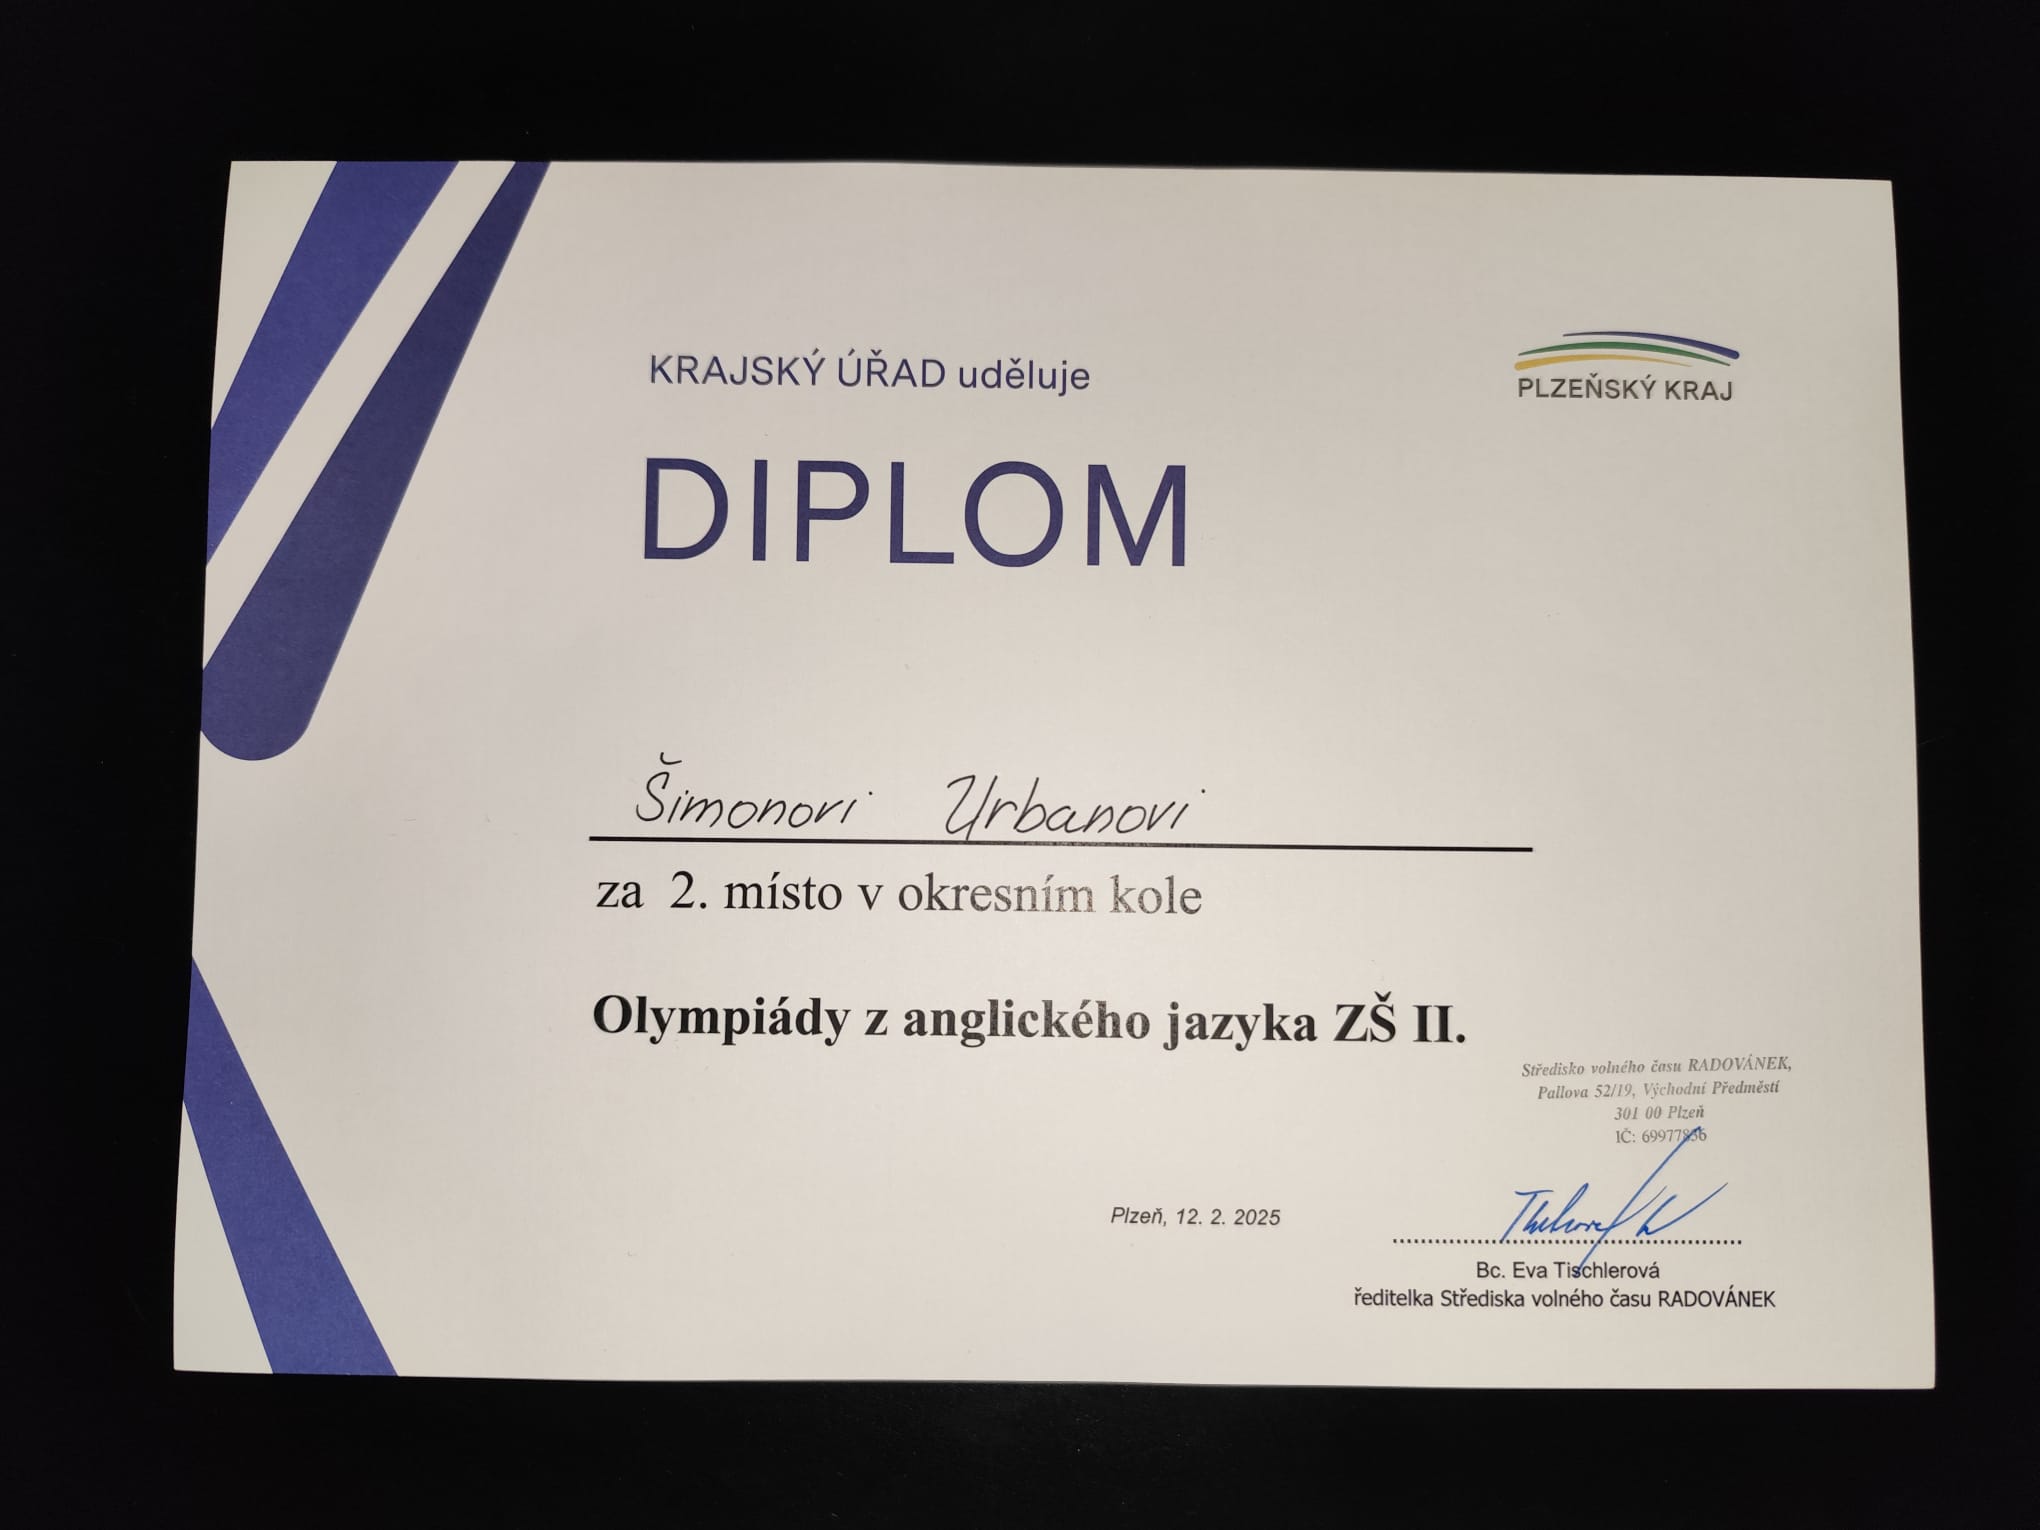 KRAJSKÝ ÚŘAD uděluje
PLZEŇSKÝ KRAJ
DIPLOM
Šimonovi Urbanovi
za 2. místo v okresním kole
Olympiády z anglického jazyka ZŠ II.
Středisko volného času RADOVÁNEK,
Pallova 52/19, Východní Předměstí
301 00 Plzeň
IČ: 69977836
Plzeň, 12. 2. 2025
Bc. Eva Tischlerová
ředitelka Střediska volného času RADOVÁNEK